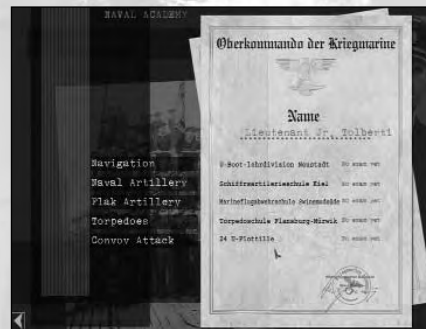 NAVAL ACADEMY
Oberkommando der Kriegmarine
Name
Lieutenant Jr. Tolberti
Navigation
U-Boot-lehrdivision Neustadt No exam yet
Naval Artillery
Schiffsartillerieschule Kiel No exam yet
Flak Artillery
Marineflugabwehrschule Swinemuende No exam yet
Torpedoes
Torpedoschule Flensburg-Mürwik No exam yet
Convoy Attack
24 U-Flottille No exam yet